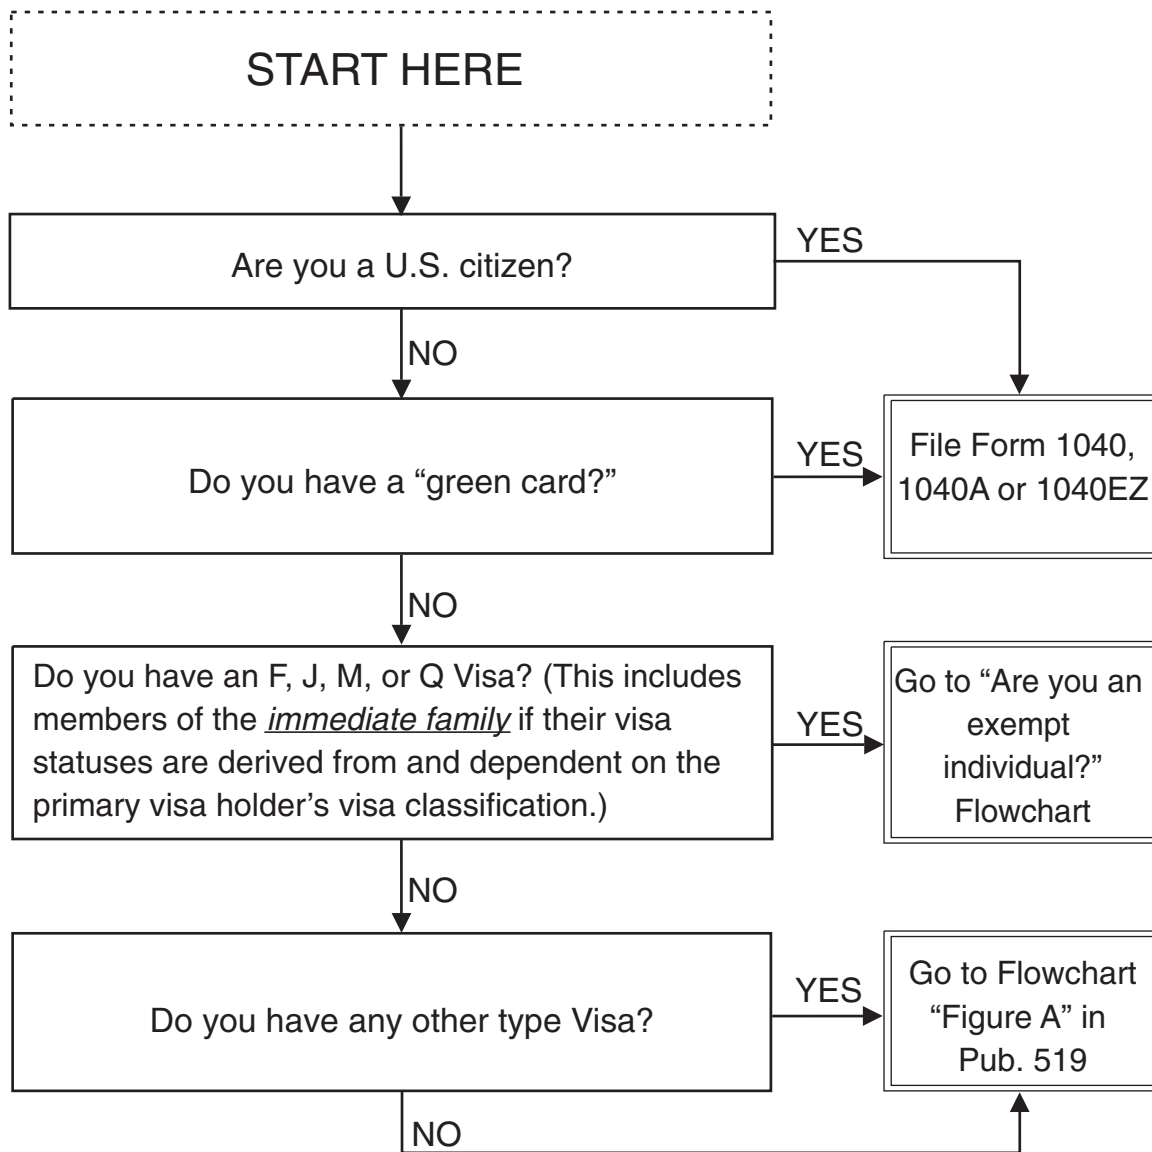 START HERE
Are you a U.S. citizen?
YES
NO
Do you have a “green card?”
YES
File Form 1040,
1040A or 1040EZ
NO
Do you have an F, J, M, or Q Visa? (This includes
members of the immediate family if their visa
statuses are derived from and dependent on the
primary visa holder’s visa classification.)
YES
Go to “Are you an
exempt
individual?”
Flowchart
NO
Do you have any other type Visa?
YES
Go to Flowchart
“Figure A” in
Pub. 519
NO